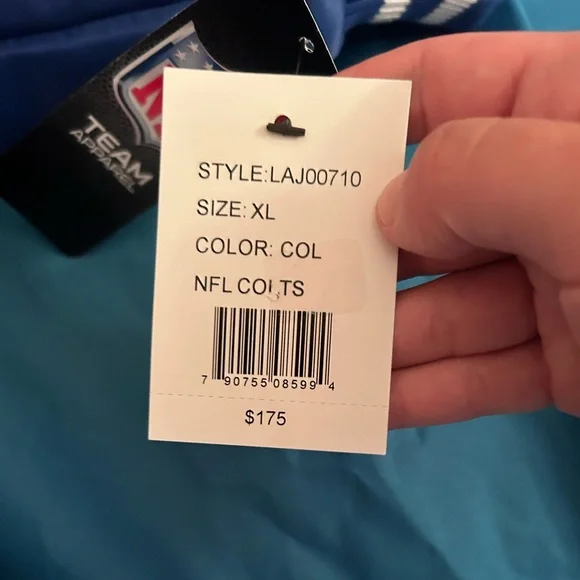 TEAM
APPAREL
STYLE:LAJ00710
SIZE: XL
COLOR: COL
NFL COLTS
7 90755 08599 4
$175